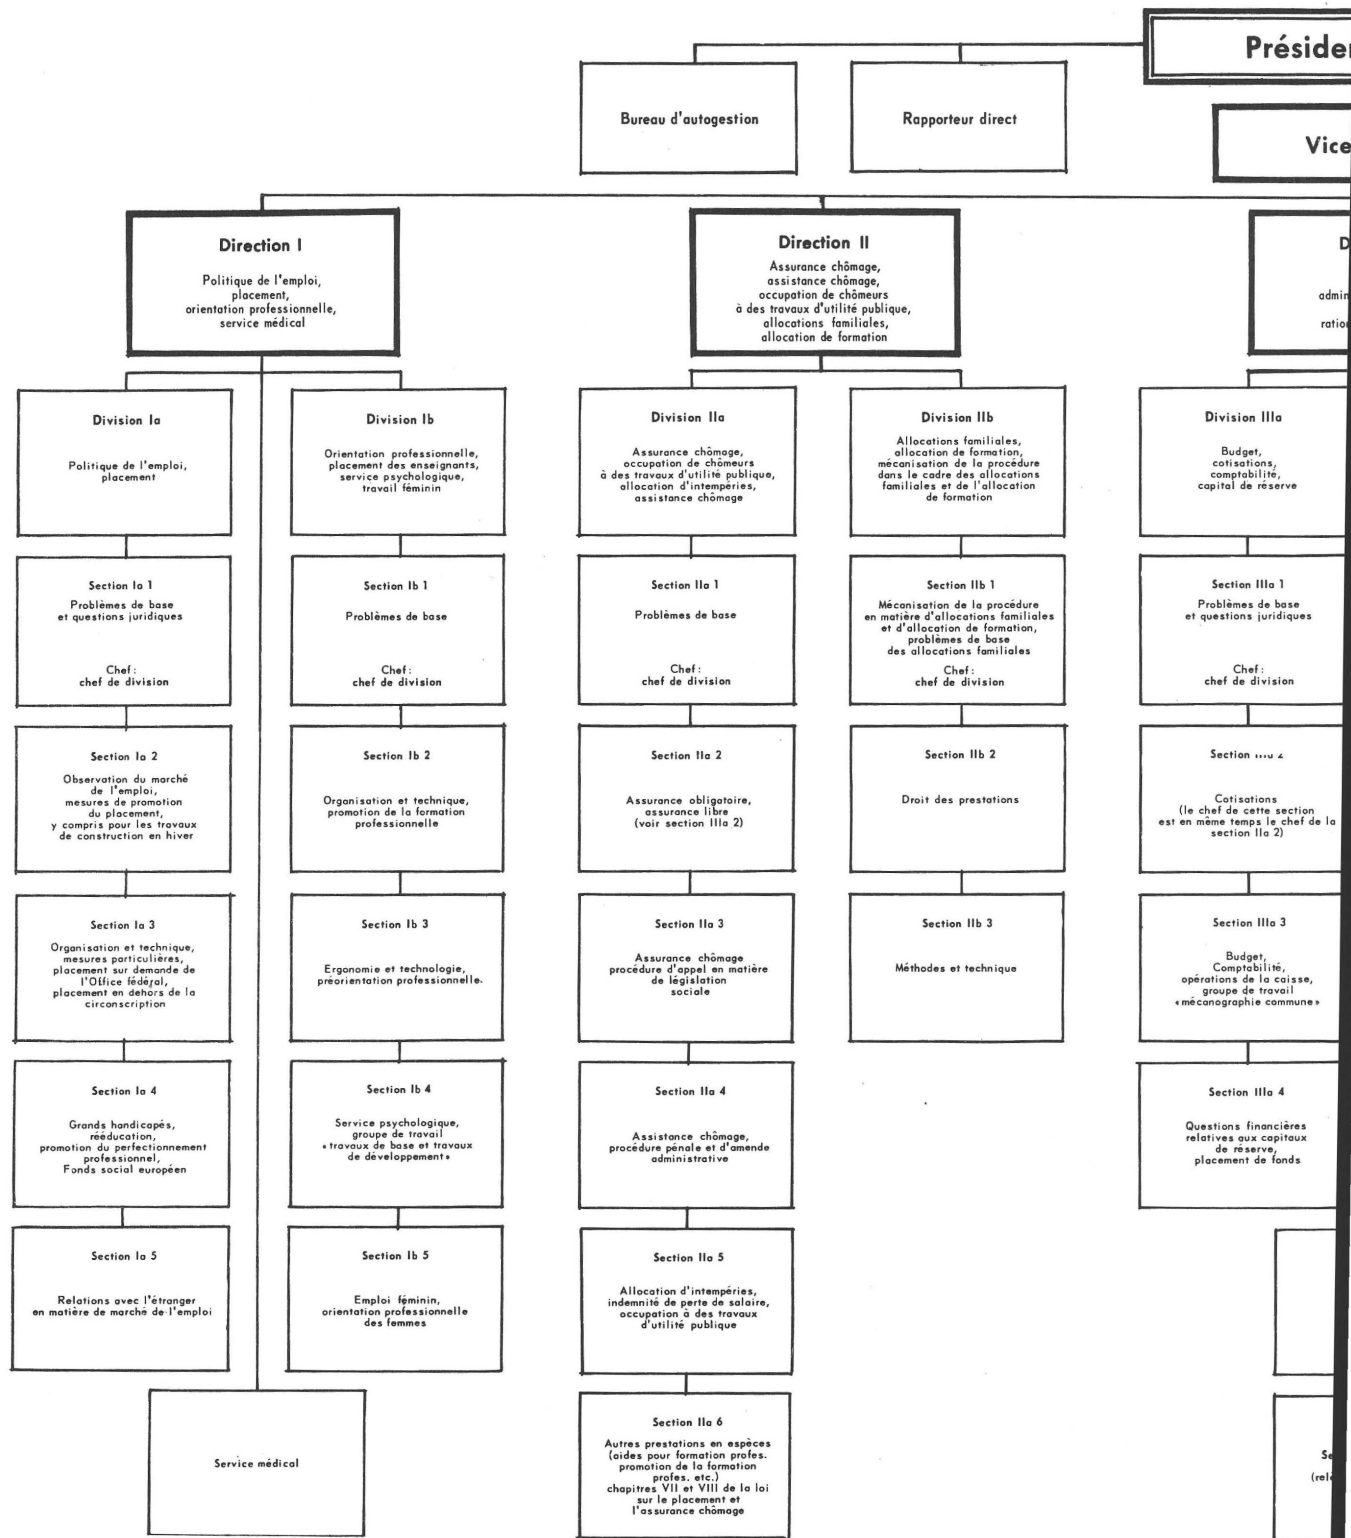 Bureau d'autogestion
Rapporteur direct
Direction I
Politique de l'emploi,
placement,
orientation professionnelle,
service médical
Direction II
Assurance chômage,
assistance chômage,
occupation de chômeurs
à des travaux d'utilité publique,
allocations familiales,
allocation de formation
Division Ia
Politique de l'emploi,
placement
Section Ia 1
Problèmes de base
et questions juridiques
Chef :
chef de division
Section Ia 2
Observation du marché
de l'emploi,
mesures de promotion
du placement,
y compris pour les travaux
de construction en hiver
Section Ia 3
Organisation et technique,
mesures particulières,
placement sur demande de
l'Office fédéral,
placement en dehors de la
circonscription
Section Ia 4
Grands handicapés,
rééducation,
promotion du perfectionnement
professionnel,
Fonds social européen
Section Ia 5
Relations avec l'étranger
en matière de marché de l'emploi
Service médical
Division Ib
Orientation professionnelle,
placement des enseignants,
service psychologique,
travail féminin
Section Ib 1
Problèmes de base
Chef :
chef de division
Section Ib 2
Organisation et technique,
promotion de la formation
professionnelle
Section Ib 3
Ergonomie et technologie,
préorientation professionnelle.
Section Ib 4
Service psychologique,
groupe de travail
« travaux de base et travaux
de développement »
Section Ib 5
Emploi féminin,
orientation professionnelle
des femmes
Division IIa
Assurance chômage,
occupation de chômeurs
à des travaux d'utilité publique,
allocation d'intempéries,
assistance chômage
Section IIa 1
Problèmes de base
Chef :
chef de division
Section IIa 2
Assurance obligatoire,
assurance libre
(voir section IIIa 2)
Section IIa 3
Assurance chômage
procédure d'appel en matière
de législation
sociale
Section IIa 4
Assistance chômage,
procédure pénale et d'amende
administrative
Section IIa 5
Allocation d'intempéries,
indemnité de perte de salaire,
occupation à des travaux
d'utilité publique
Section IIa 6
Autres prestations en espèces
(aides pour formation profes.
promotion de la formation
profes. etc.)
chapitres VII et VIII de la loi
sur le placement et
l'assurance chômage
Division IIb
Allocations familiales,
allocation de formation,
mécanisation de la procédure
dans le cadre des allocations
familiales et de l'allocation
de formation
Section IIb 1
Mécanisation de la procédure
en matière d'allocations familiales
et d'allocation de formation,
problèmes de base
des allocations familiales
Chef :
chef de division
Section IIb 2
Droit des prestations
Section IIb 3
Méthodes et technique
Division IIIa
Budget,
cotisations,
comptabilité,
capital de réserve
Section IIIa 1
Problèmes de base
et questions juridiques
Chef :
chef de division
Section
Cotisations
(le chef de cette section
est en même temps le chef de la
section IIa 2)
Section IIIa 3
Budget,
Comptabilité,
opérations de la caisse,
groupe de travail
« mécanographie commune »
Section IIIa 4
Questions financières
relatives aux capitaux
de réserve,
placement de fonds